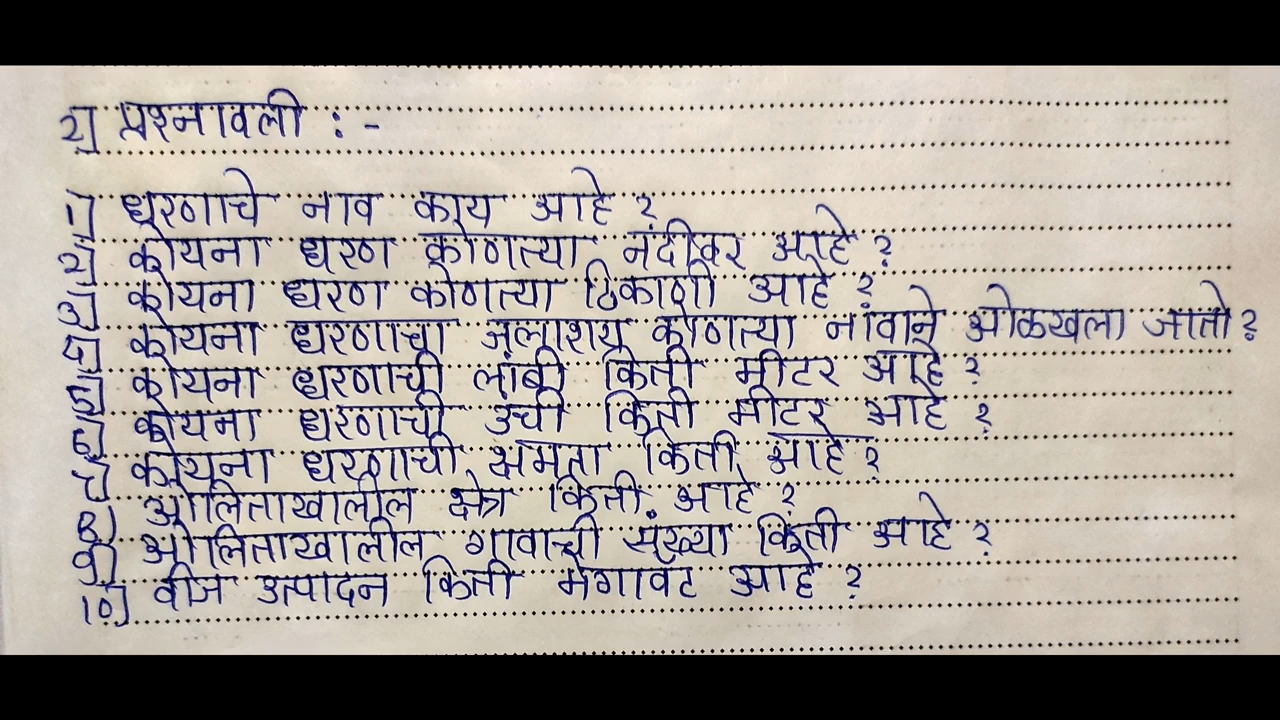 २) प्रश्नावली : -
१) धरणाचे नाव काय आहे ?
२) कोयना धरण कोणत्या नदीवर आहे ?
३) कोयना धरण कोणत्या ठिकाणी आहे ?
४) कोयना धरणाचा जलाशय कोणत्या नावाने ओळखला जातो ?
५) कोयना धरणाची लांबी किती मीटर आहे ?
६) कोयना धरणाची उंची किती मीटर आहे ?
७) कोयना धरणाची क्षमता किती आहे ?
८) ओलिताखालील क्षेत्र किती आहे ?
९) ओलिताखालील गावाची संख्या किती आहे ?
१०) वीज उत्पादन किती मेगावॅट आहे ?